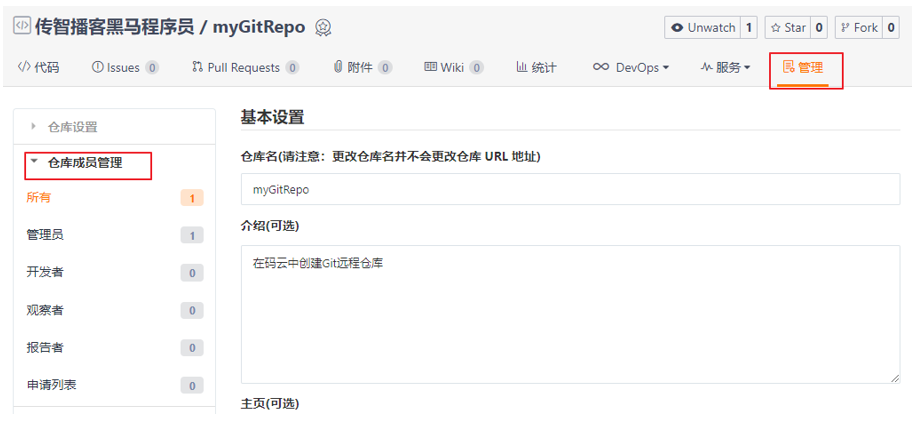 传智播客黑马程序员 / myGitRepo
Unwatch 1 Star 0 Fork 0
代码 Issues 0 Pull Requests 0 附件 0 Wiki 0 统计 DevOps 服务 管理
仓库设置
仓库成员管理
所有 1
管理员 1
开发者 0
观察者 0
报告者 0
申请列表 0
基本设置
仓库名(请注意：更改仓库名并不会更改仓库 URL 地址)
myGitRepo
介绍(可选)
在码云中创建Git远程仓库
主页(可选)